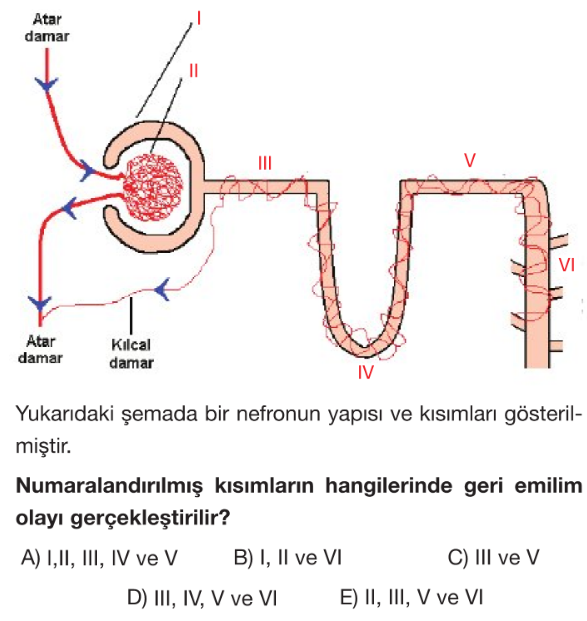 Atar
damar
I
II
III
V
VI
IV
Atar
damar
Kılcal
damar
Yukarıdaki şemada bir nefronun yapısı ve kısımları gösteril-
miştir.
Numaralandırılmış kısımların hangilerinde geri emilim
olayı gerçekleştirilir?
A) I,II, III, IV ve V B) I, II ve VI C) III ve V
D) III, IV, V ve VI E) II, III, V ve VI